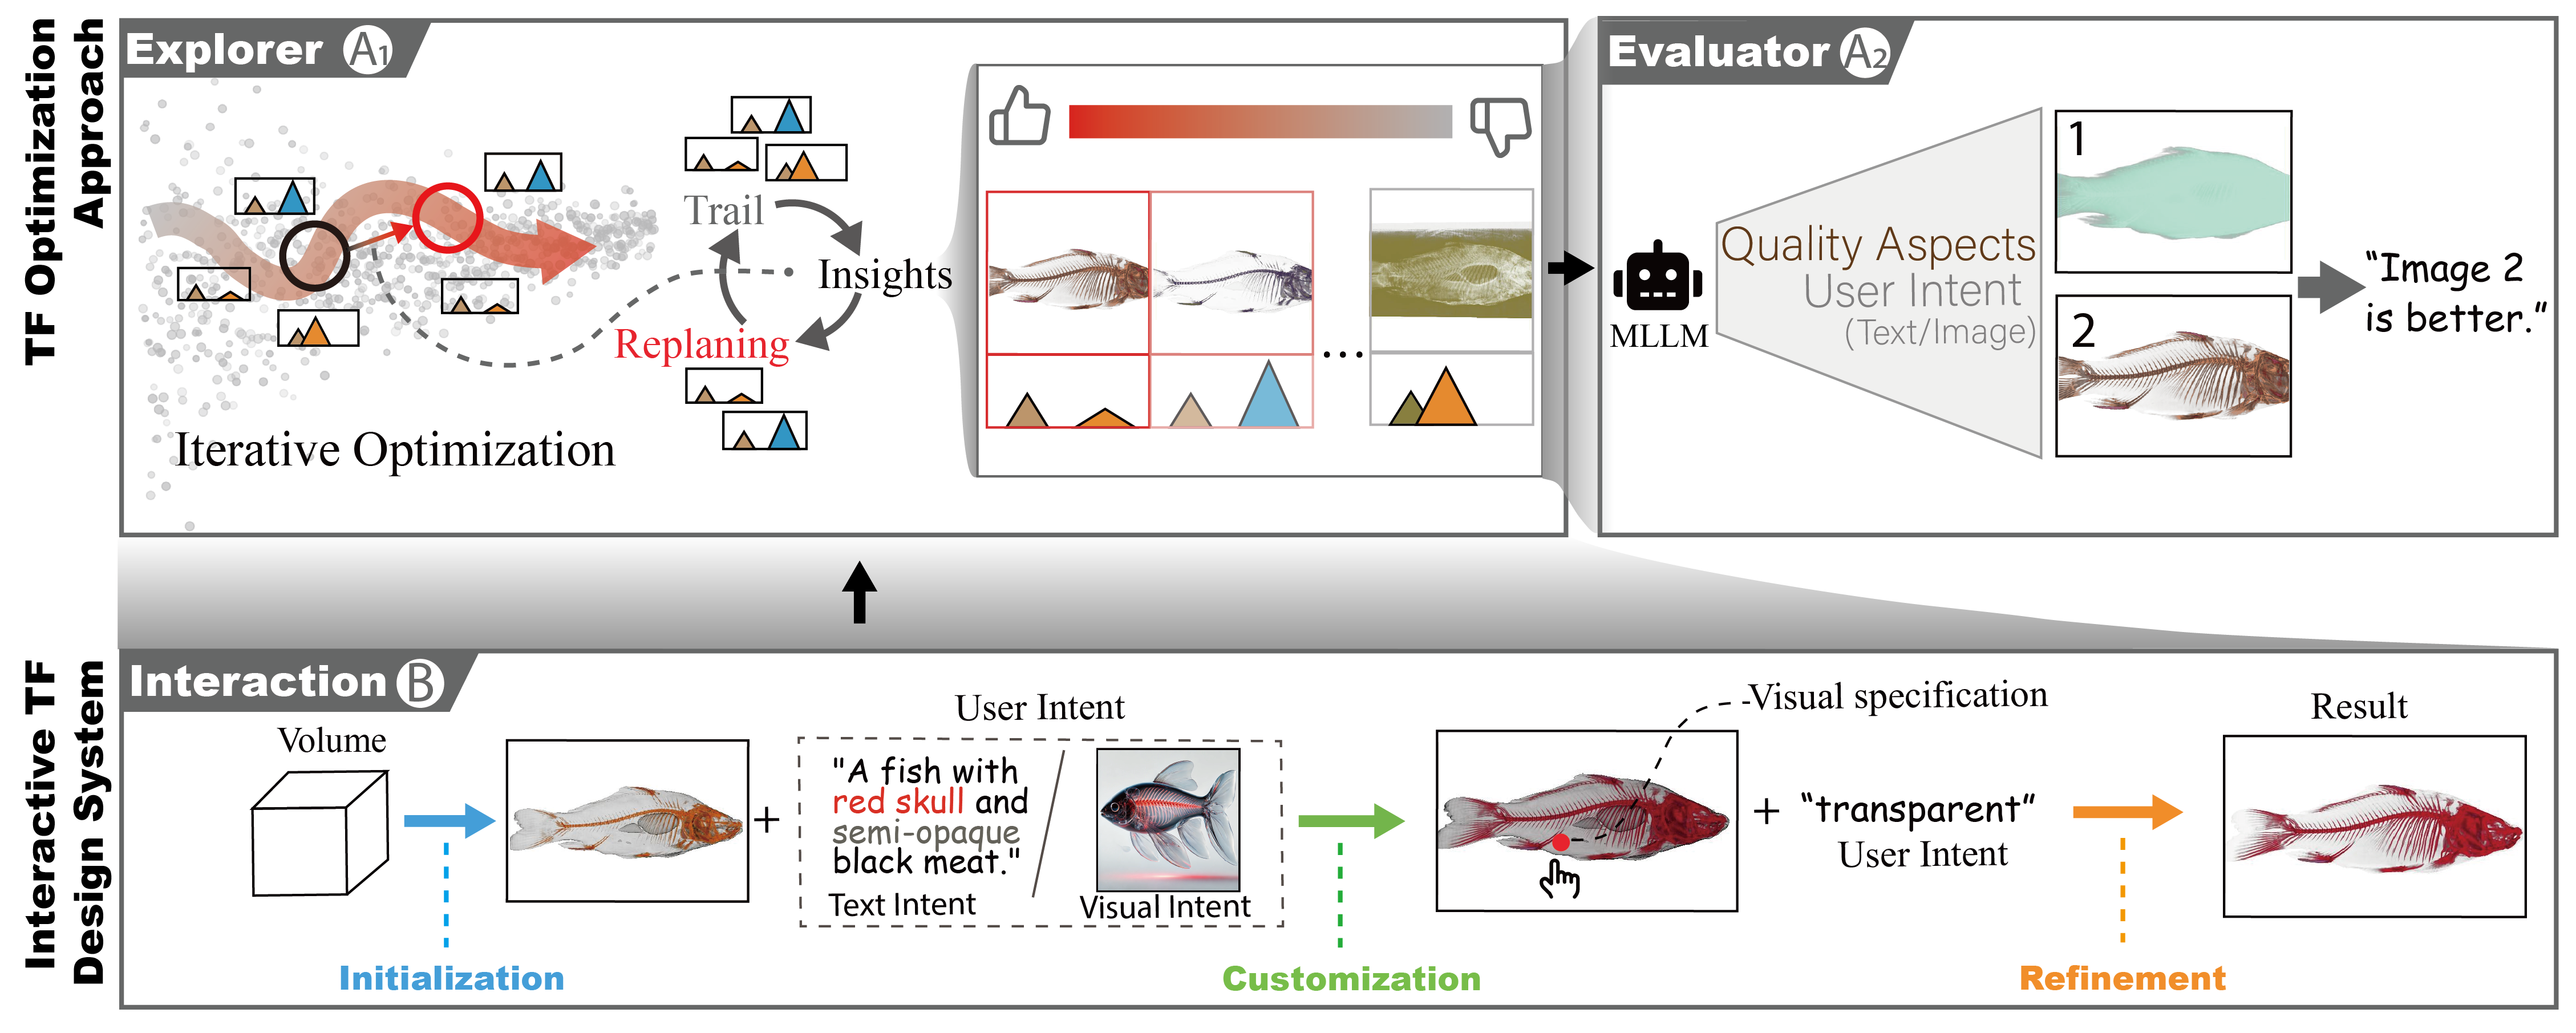 TF Optimization
Approach
Explorer A1
Trail
Insights
Replaning
Iterative Optimization
...
Evaluator A2
MLLM
Quality Aspects
User Intent
(Text/Image)
1
2
“Image 2
is better.”
Interactive TF
Design System
Interaction B
Volume
+
User Intent
"A fish with
red skull and
semi-opaque
black meat."
Text Intent
/
Visual Intent
Visual specification
+
“transparent”
User Intent
Result
Initialization
Customization
Refinement